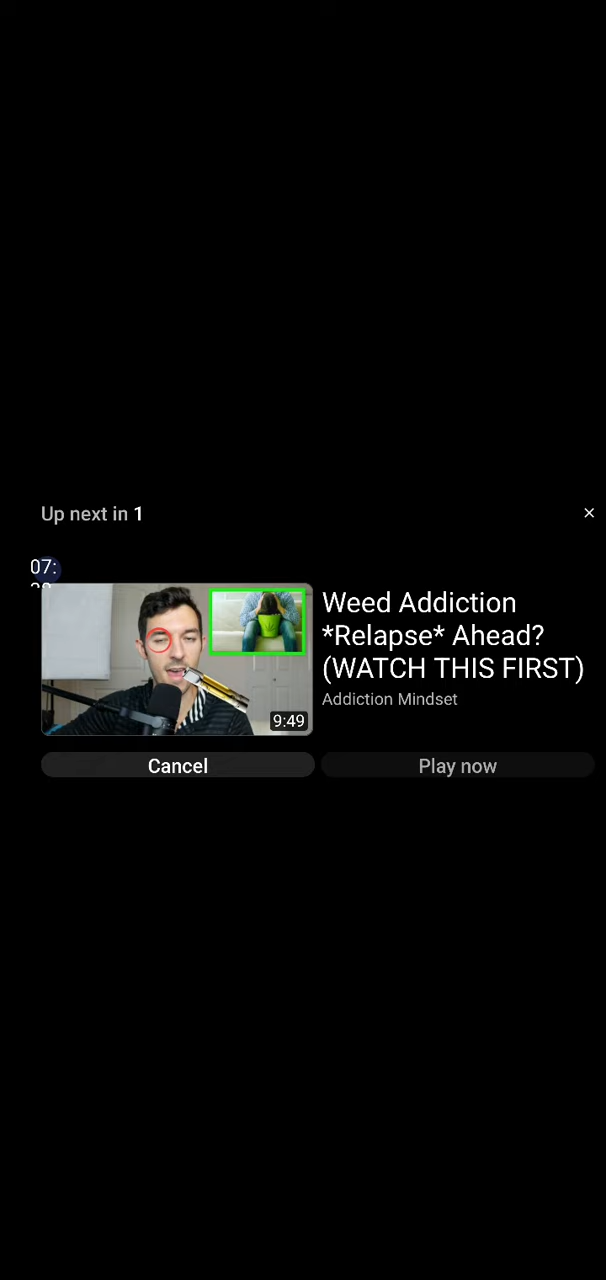 Up next in 1
×
07:
Weed Addiction
*Relapse* Ahead?
(WATCH THIS FIRST)
Addiction Mindset
9:49
Cancel
Play now